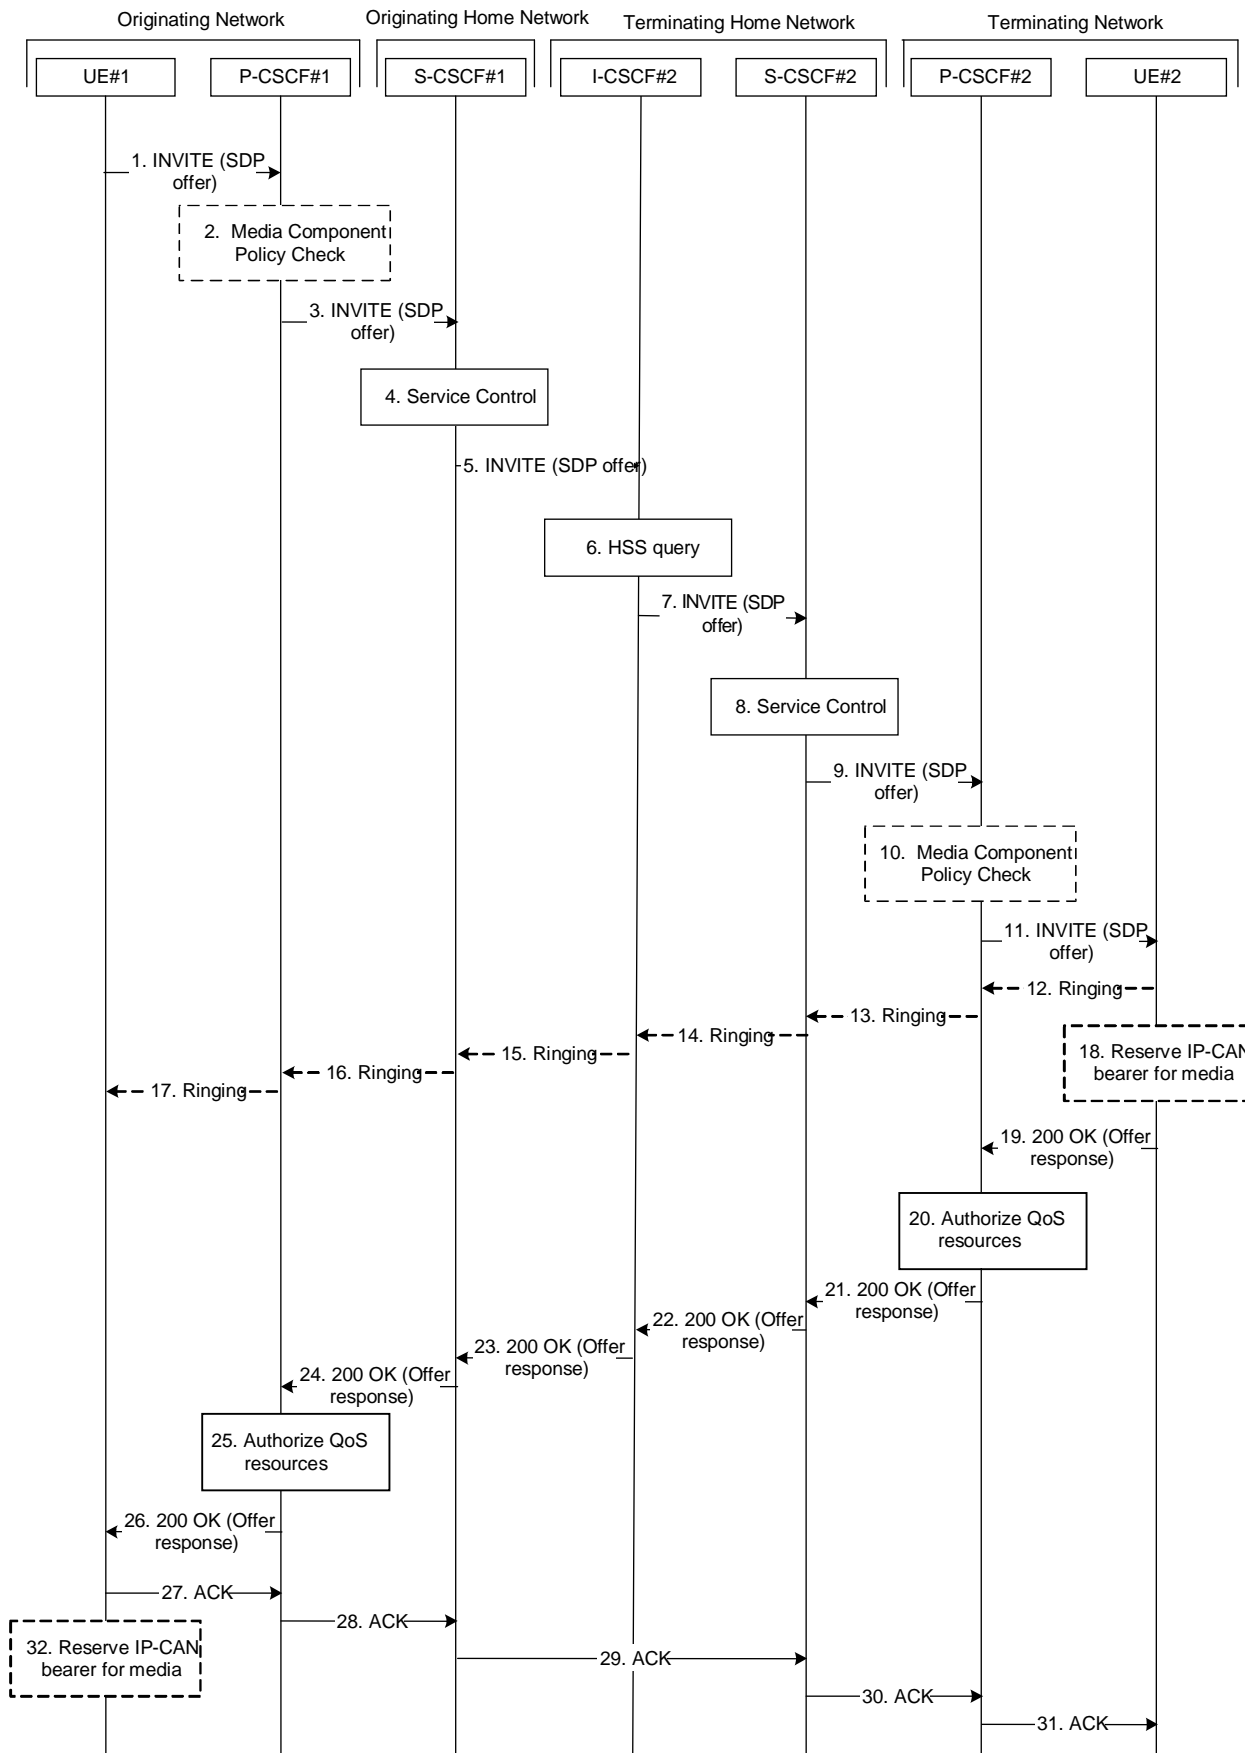 Originating Network
Originating Home Network
Terminating Home Network
Terminating Network
UE#1
P-CSCF#1
S-CSCF#1
I-CSCF#2
S-CSCF#2
P-CSCF#2
UE#2
1. INVITE (SDP
offer)
2. Media Component
Policy Check
3. INVITE (SDP
offer)
4. Service Control
5. INVITE (SDP offer)
6. HSS query
7. INVITE (SDP
offer)
8. Service Control
9. INVITE (SDP
offer)
10. Media Component
Policy Check
11. INVITE (SDP
offer)
12. Ringing
13. Ringing
14. Ringing
15. Ringing
16. Ringing
17. Ringing
18. Reserve IP-CAN
bearer for media
19. 200 OK (Offer
response)
20. Authorize QoS
resources
21. 200 OK (Offer
response)
22. 200 OK (Offer
response)
23. 200 OK (Offer
response)
24. 200 OK (Offer
response)
25. Authorize QoS
resources
26. 200 OK (Offer
response)
27. ACK
28. ACK
32. Reserve IP-CAN
bearer for media
29. ACK
30. ACK
31. ACK